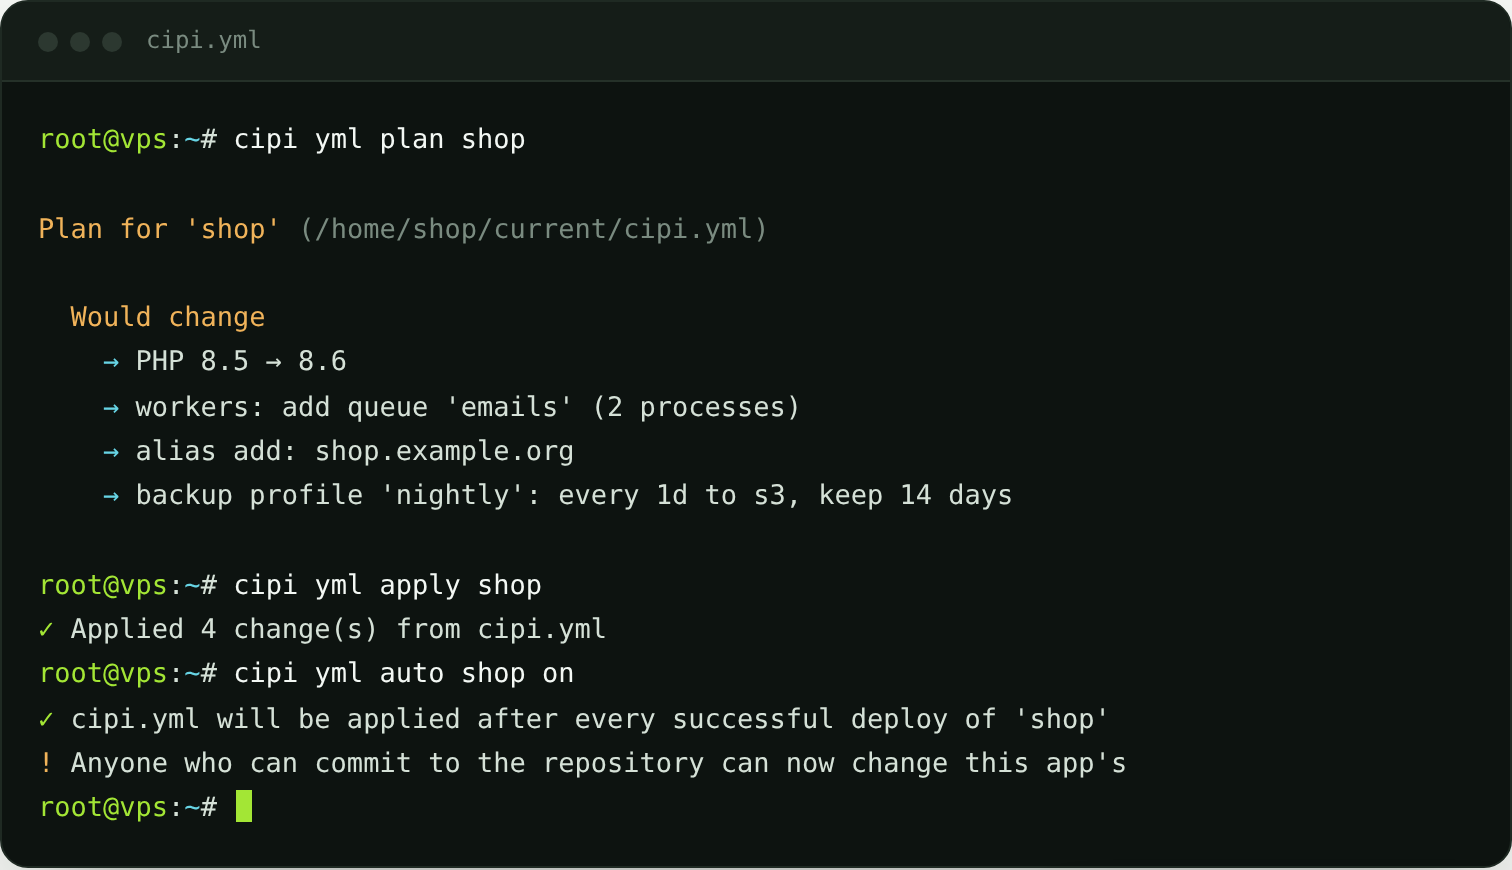 cipi.yml
root@vps:~# cipi yml plan shop
Plan for 'shop' (/home/shop/current/cipi.yml)
Would change
→ PHP 8.5 → 8.6
→ workers: add queue 'emails' (2 processes)
→ alias add: shop.example.org
→ backup profile 'nightly': every 1d to s3, keep 14 days
root@vps:~# cipi yml apply shop
✓ Applied 4 change(s) from cipi.yml
root@vps:~# cipi yml auto shop on
✓ cipi.yml will be applied after every successful deploy of 'shop'
! Anyone who can commit to the repository can now change this app's
root@vps:~#